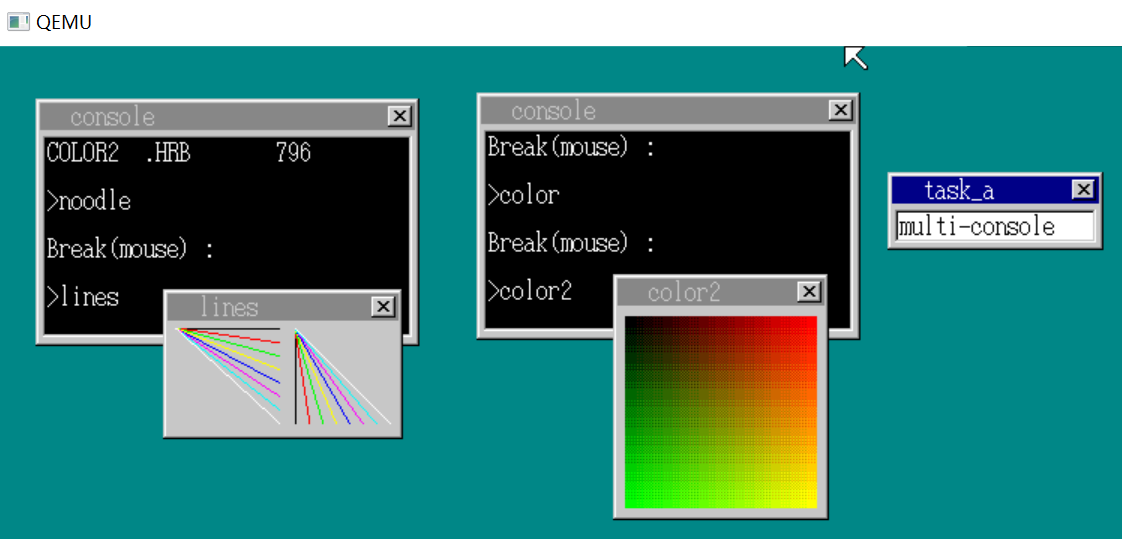 QEMU
console
COLOR2  .HRB      796
>noodle
Break(mouse) :
>lines
lines
console
Break(mouse) :
>color
Break(mouse) :
>color2
color2
task_a
multi-console